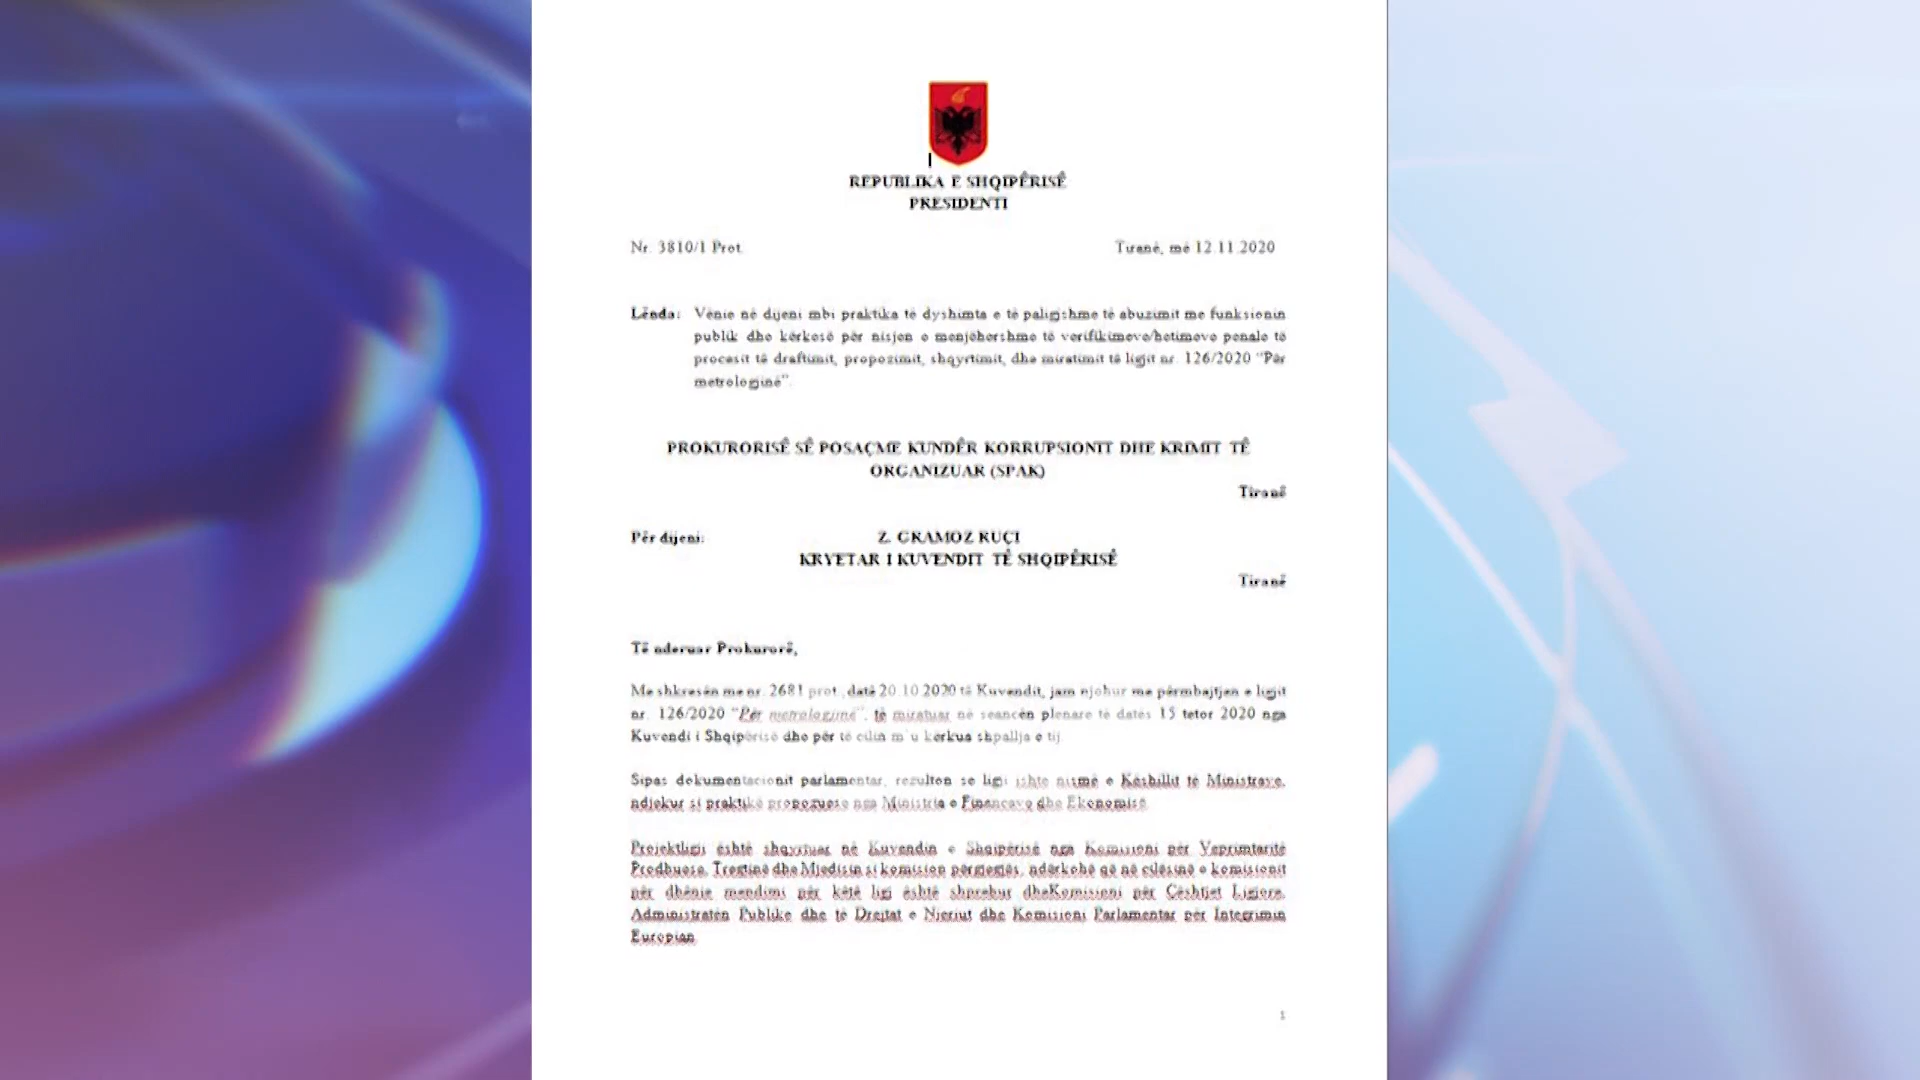 REPUBLIKA E SHQIPËRISË
PRESIDENTI
Nr. 3810/1 Prot. Tiranë, më 12.11.2020
Lënda: Vënie në dijeni mbi praktika të dyshimta e të paligjshme të abuzimit me funksionin
publik dhe kërkesë për nisjen e menjëhershme të verifikimeve/hetimeve penale të
procesit të draftimit, propozimit, shqyrtimit, dhe miratimit të ligjit nr. 126/2020 "Për
metrologjinë".
PROKURORISË SË POSAÇME KUNDËR KORRUPSIONIT DHE KRIMIT TË
ORGANIZUAR (SPAK)
Tiranë
Për dijeni: Z. GRAMOZ RUÇI
KRYETAR I KUVENDIT TË SHQIPËRISË
Tiranë
Të nderuar Prokurorë,
Me shkresën me nr. 2681 prot., datë 20.10.2020 të Kuvendit, jam njohur me përmbajtjen e ligjit
nr. 126/2020 "Për metrologjinë", të miratuar në seancën plenare të datës 15 tetor 2020 nga
Kuvendi i Shqipërisë dhe për të cilin m'u kërkua shpallja e tij.
Sipas dokumentacionit parlamentar, rezulton se ligji ishte nismë e Këshillit të Ministrave,
ndjekur si praktikë propozuese nga Ministria e Financave dhe Ekonomisë.
Projektligji është shqyrtuar në Kuvendin e Shqipërisë nga Komisioni për Veprimtaritë
Prodhuese, Tregtinë dhe Mjedisin si komision përgjegjës, ndërkohë që në cilësinë e komisionit
për dhënie mendimi për këtë ligj është shprehur dheKomisioni për Çështjet Ligjore,
Administratën Publike dhe të Drejtat e Njeriut dhe Komisioni Parlamentar për Integrimin
Europian.
1